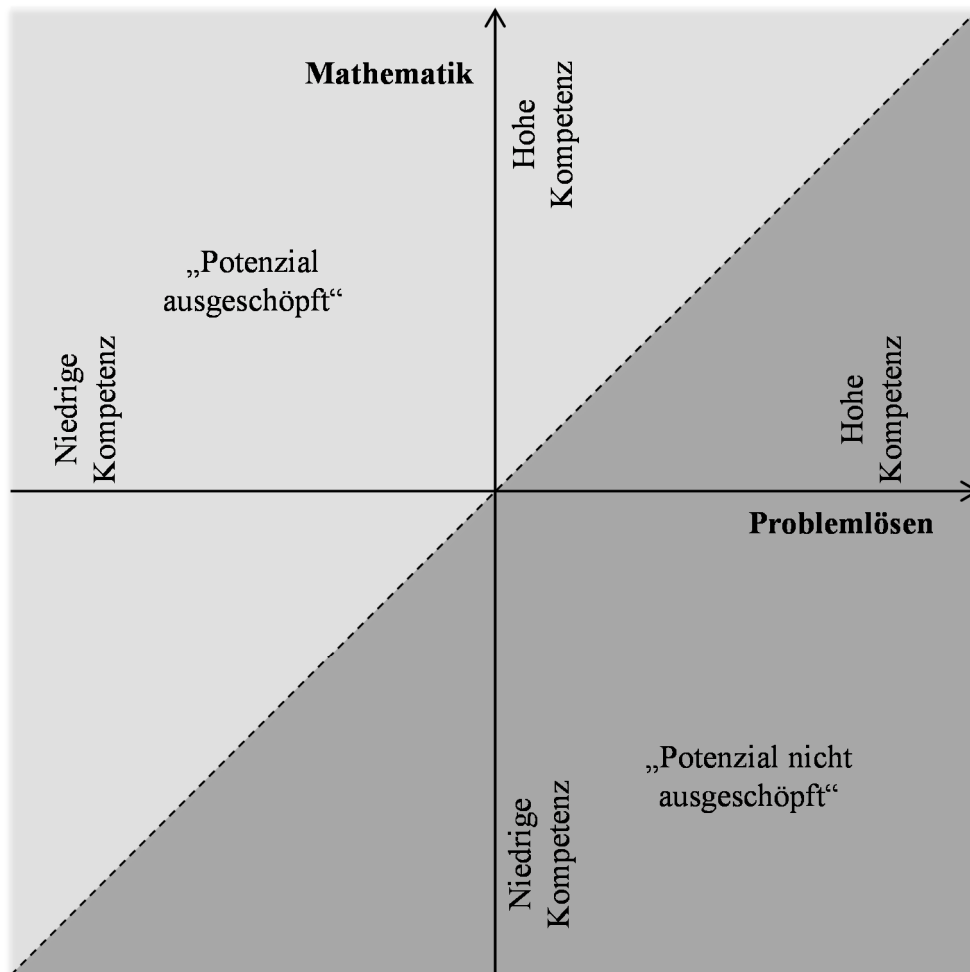 Mathematik
Hohe
Kompetenz
„Potenzial
ausgeschöpft“
Niedrige
Kompetenz
Hohe
Kompetenz
Problemlösen
„Potenzial nicht
ausgeschöpft“
Niedrige
Kompetenz